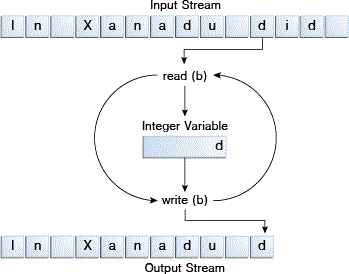 Input Stream
I n X a n a d u d i d
read (b)
Integer Variable
d
write (b)
I n X a n a d u d
Output Stream